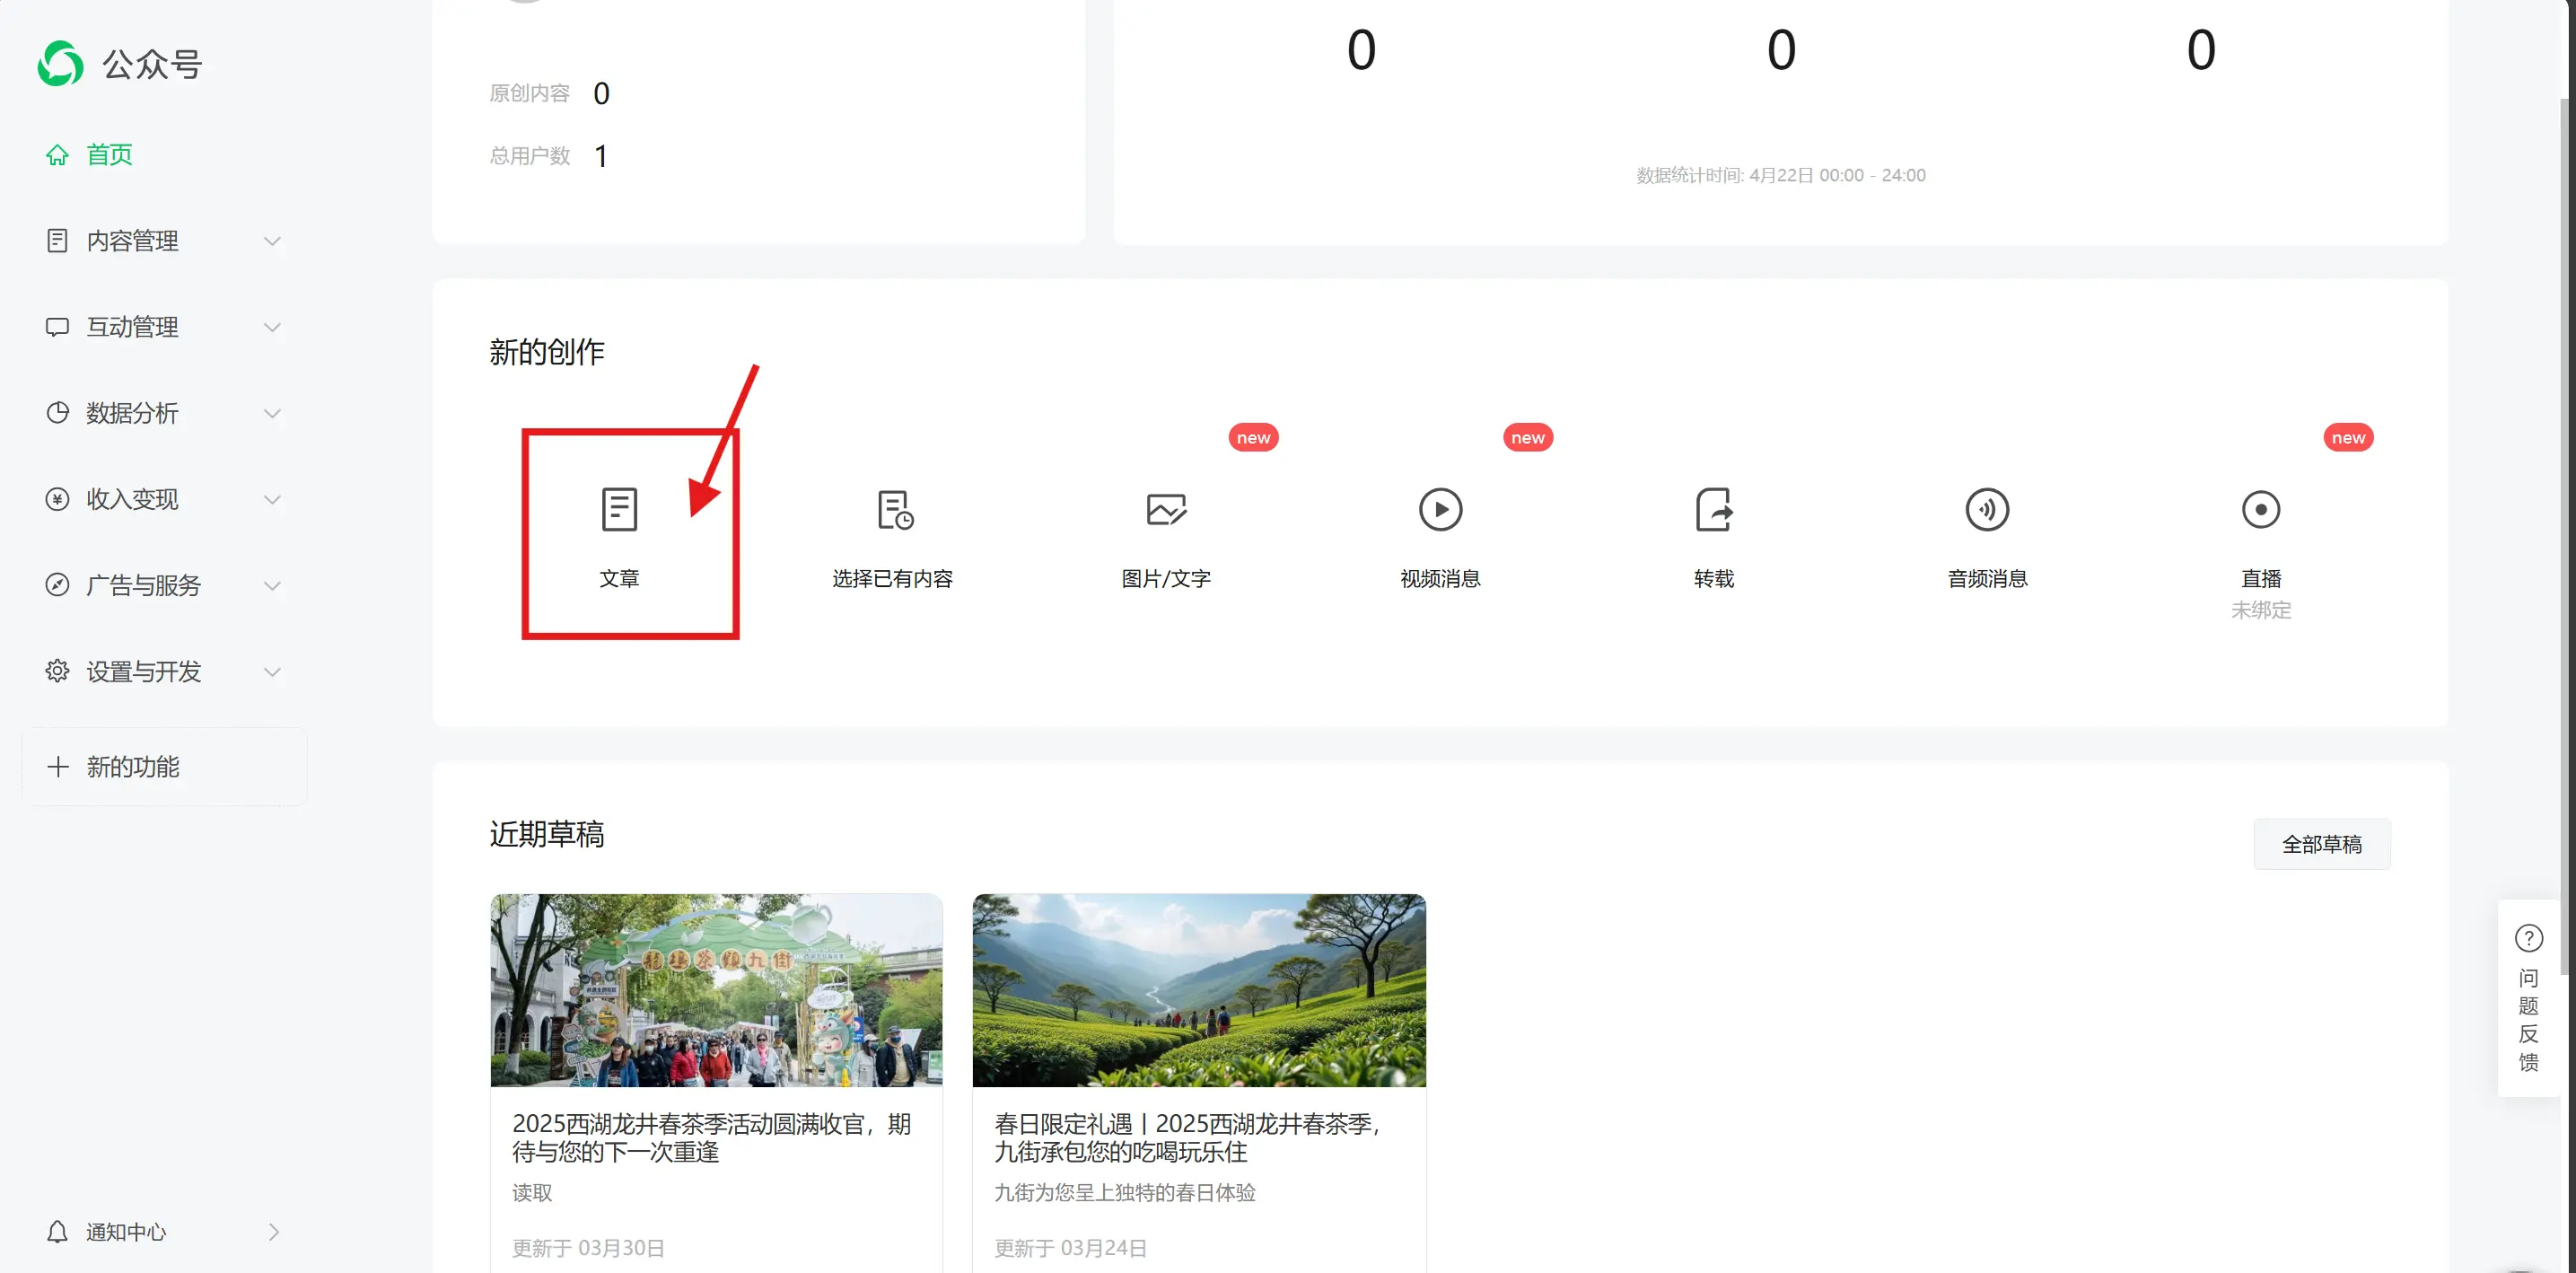 公众号
首页
内容管理
互动管理
数据分析
收入变现
广告与服务
设置与开发
新的功能
通知中心
原创内容 0
总用户数 1
0 0 0
数据统计时间: 4月22日 00:00 - 24:00
新的创作
new new new
文章 选择已有内容 图片/文字 视频消息 转载 音频消息 直播
未绑定
近期草稿
全部草稿
龍塢茶鎮九街
2025西湖龙井春茶季活动圆满收官，期
待与您的下一次重逢
读取
更新于 03月30日
春日限定礼遇丨2025西湖龙井春茶季，
九街承包您的吃喝玩乐住
九街为您呈上独特的春日体验
更新于 03月24日
问
题
反
馈